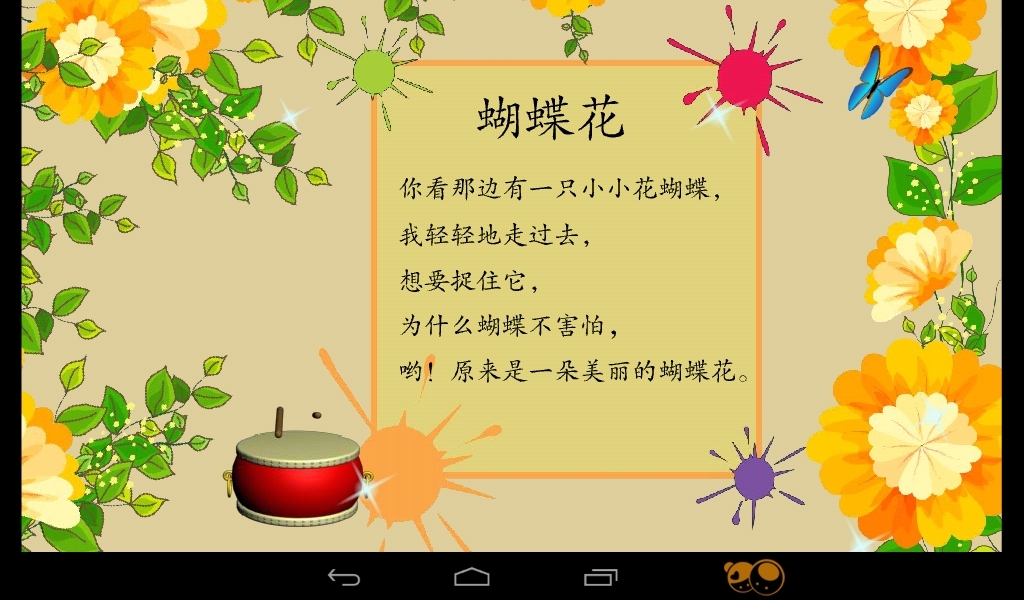 蝴蝶花
你看那边有一只小小花蝴蝶，
我轻轻地走过去，
想要捉住它，
为什么蝴蝶不害怕，
哟！原来是一朵美丽的蝴蝶花。